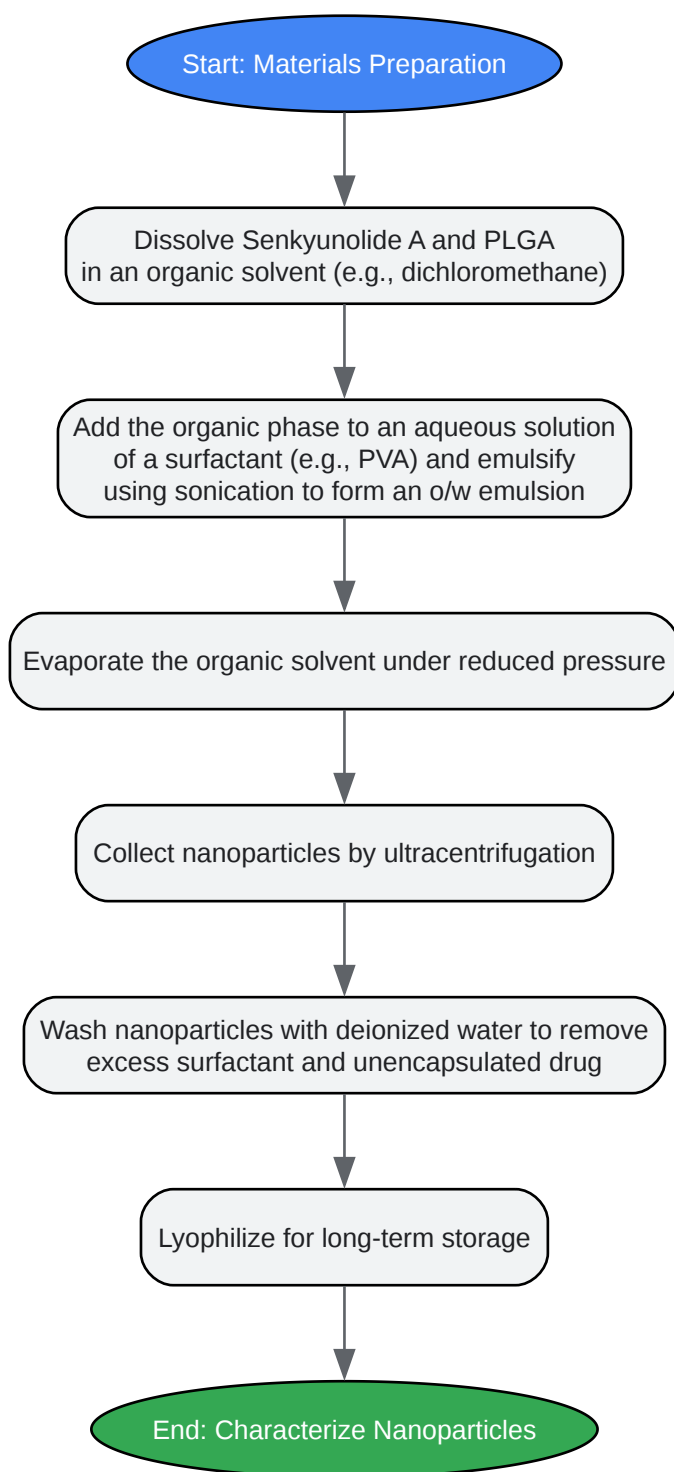 Start: Materials Preparation
Dissolve Senkyunolide A and PLGA
in an organic solvent (e.g., dichloromethane)
Add the organic phase to an aqueous solution
of a surfactant (e.g., PVA) and emulsify
using sonication to form an o/w emulsion
Evaporate the organic solvent under reduced pressure
Collect nanoparticles by ultracentrifugation
Wash nanoparticles with deionized water to remove
excess surfactant and unencapsulated drug
Lyophilize for long-term storage
End: Characterize Nanoparticles